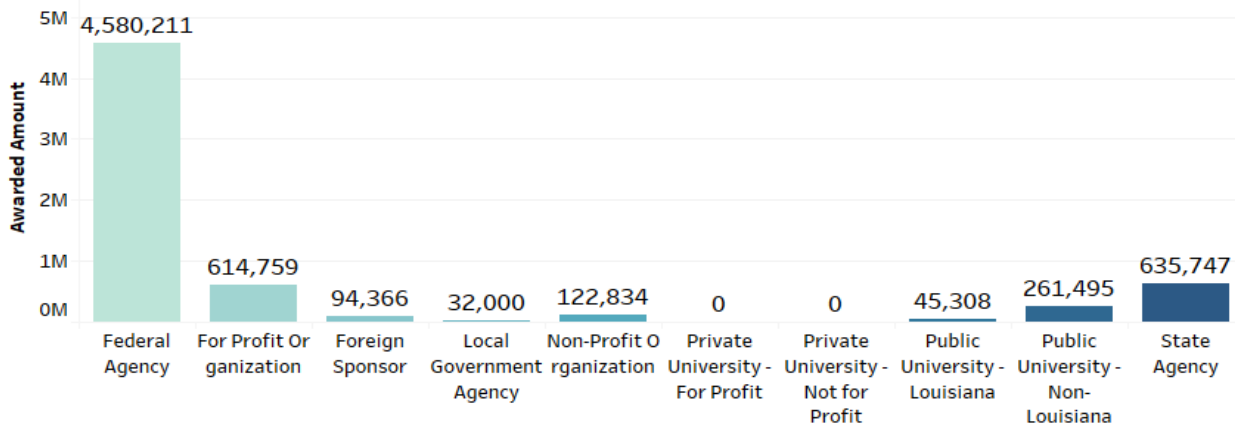 5M
4,580,211
4M
3M
2M
1M
0M
Awarded Amount
614,759
94,366
32,000
122,834
0
0
45,308
261,495
635,747
Federal
Agency
For Profit Or
ganization
Foreign
Sponsor
Local
Government
Agency
Non-Profit O
rganization
Private
University -
For Profit
Private
University -
Not for
Profit
Public
University -
Louisiana
Public
University -
Non-
Louisiana
State
Agency